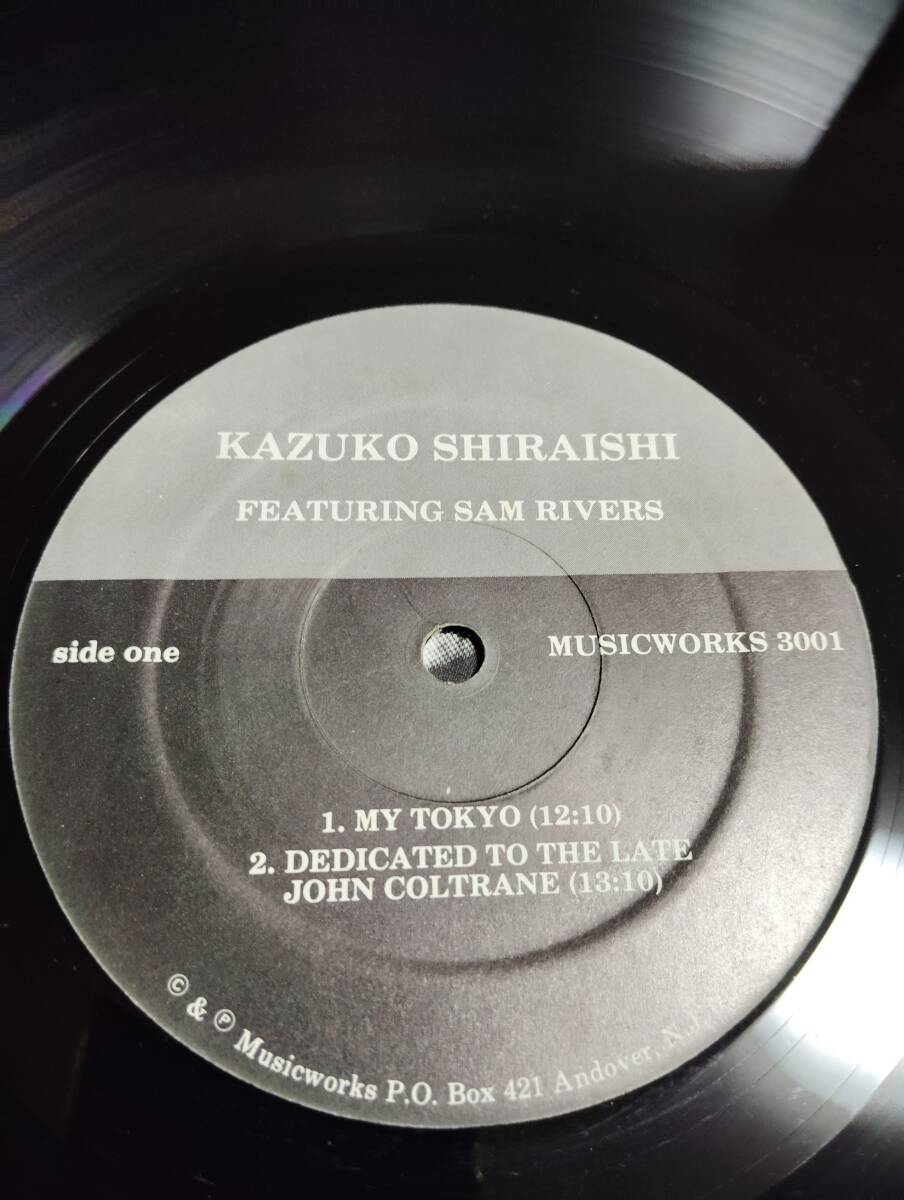 KAZUKO SHIRAISHI
FEATURING SAM RIVERS
side one
MUSICWORKS 3001
1. MY TOKYO (12:10)
2. DEDICATED TO THE LATE
JOHN COLTRANE (13:10)
© & ℗ Musicworks P.O. Box 421 Andover, N.J.